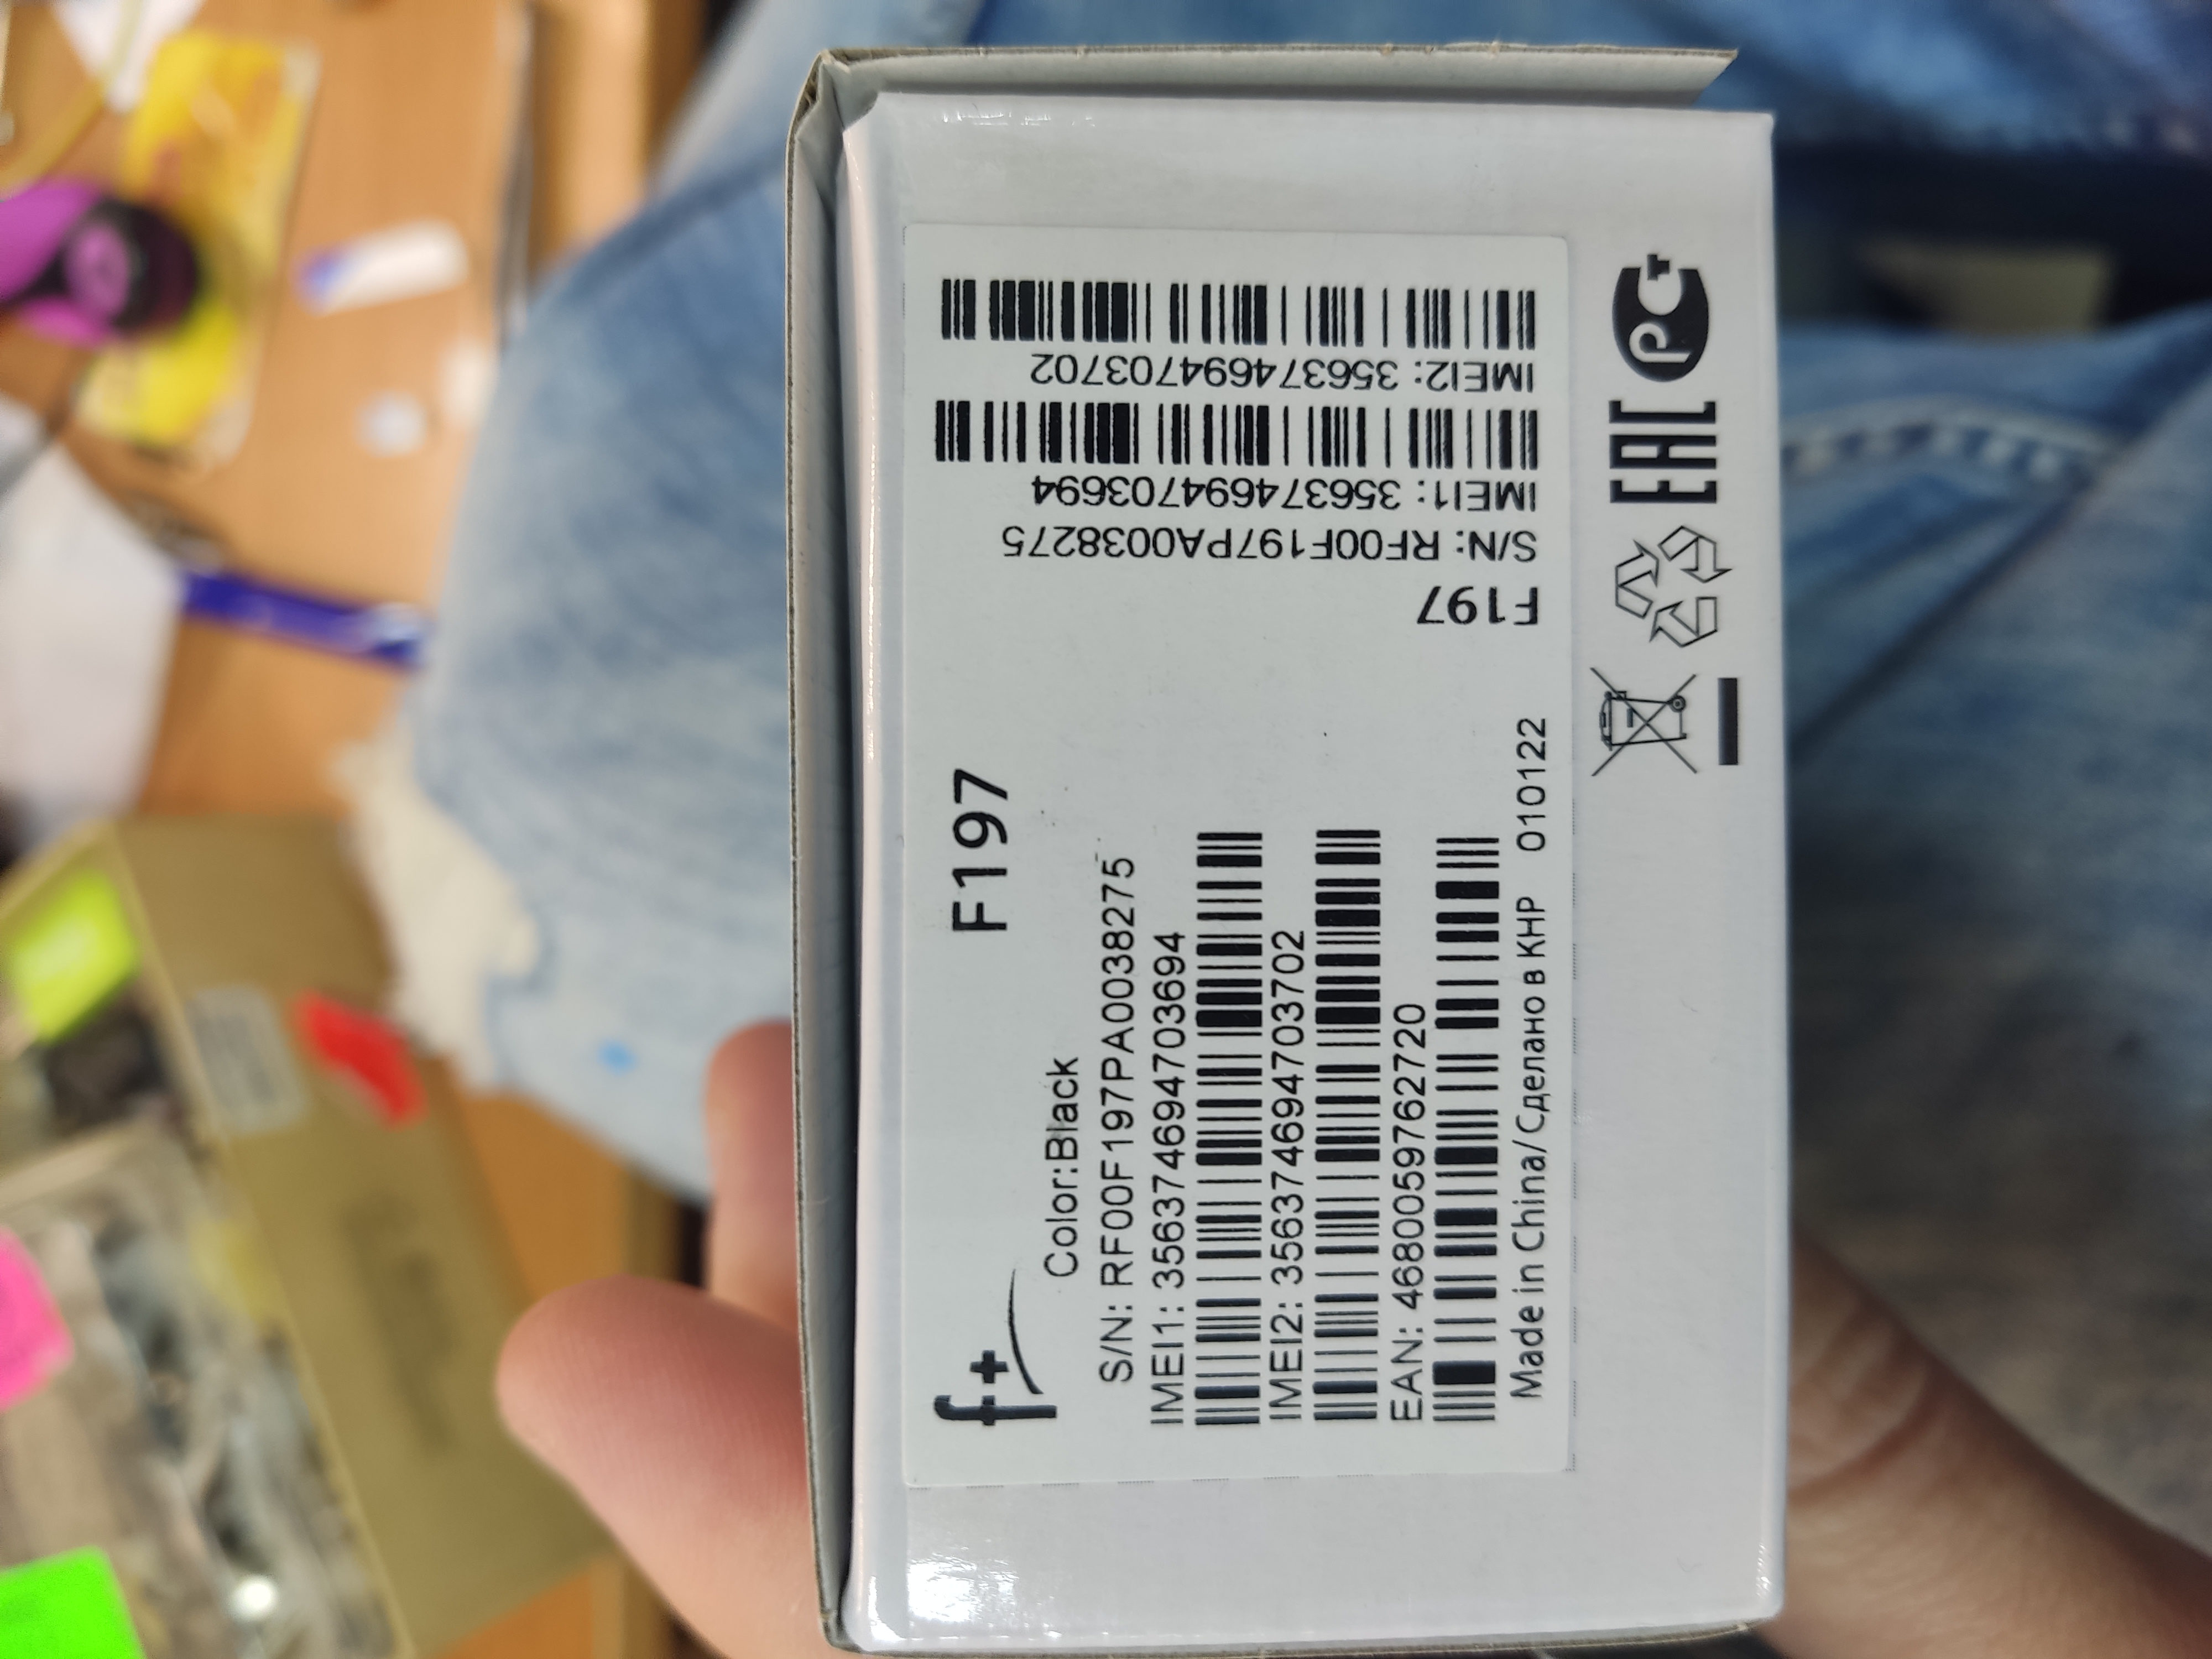 f+
F197
Color:Black
S/N: RF00F197PA0038275
IMEI1: 356374694703694
IMEI2: 356374694703702
EAN: 4680059762720
Made in China/Сделано в КНР 010122
F197
S/N: RF00F197PA0038275
IMEI1: 356374694703694
IMEI2: 356374694703702
EAC
PCT